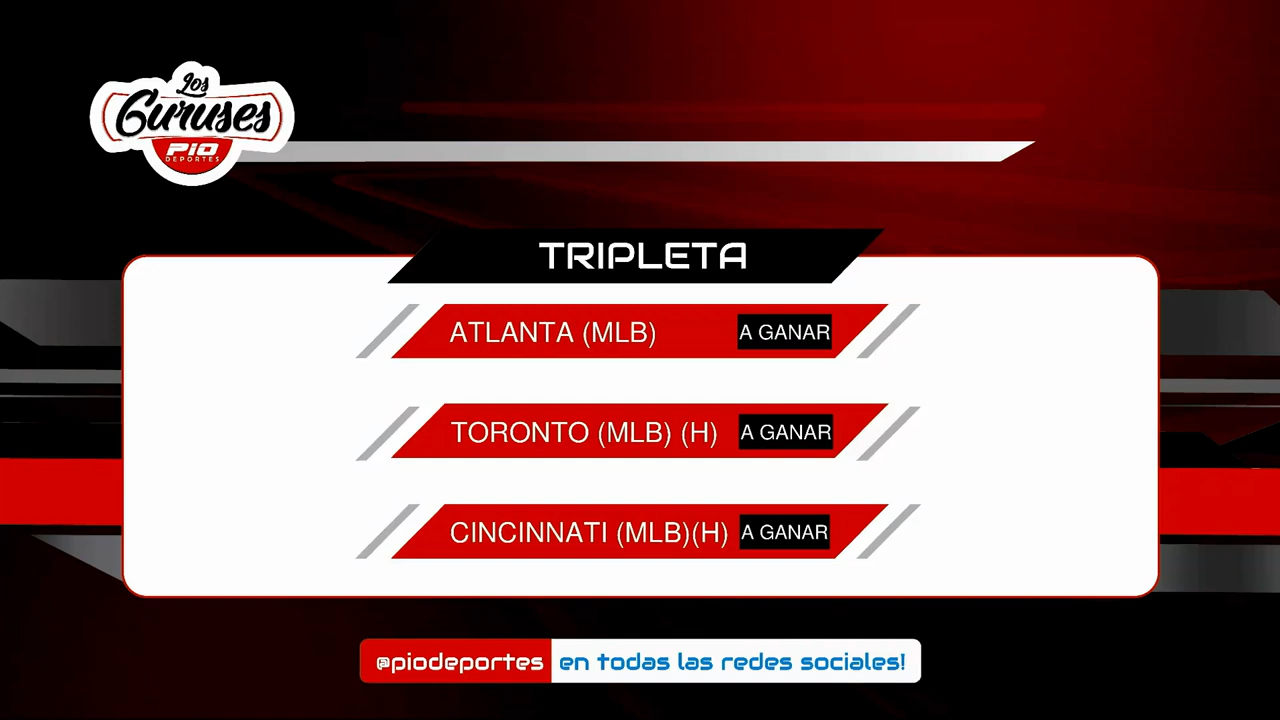 Los
Guruses
PIO
DEPORTES
TRIPLETA
ATLANTA (MLB) A GANAR
TORONTO (MLB) (H) A GANAR
CINCINNATI (MLB)(H) A GANAR
@piodeportes en todas las redes sociales!